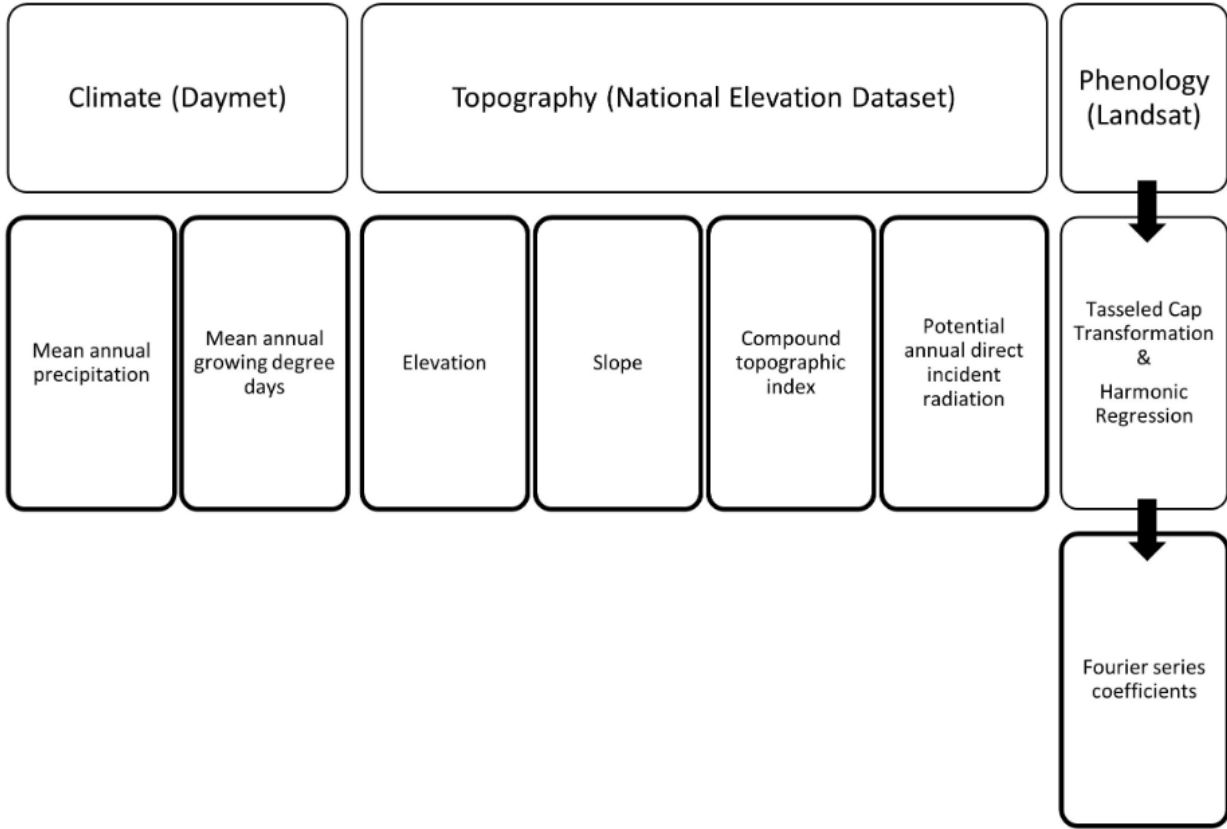 Climate (Daymet)
Topography (National Elevation Dataset)
Phenology
(Landsat)
Mean annual
precipitation
Mean annual
growing degree
days
Elevation
Slope
Compound
topographic
index
Potential
annual direct
incident
radiation
Tasseled Cap
Transformation
&
Harmonic
Regression
Fourier series
coefficients